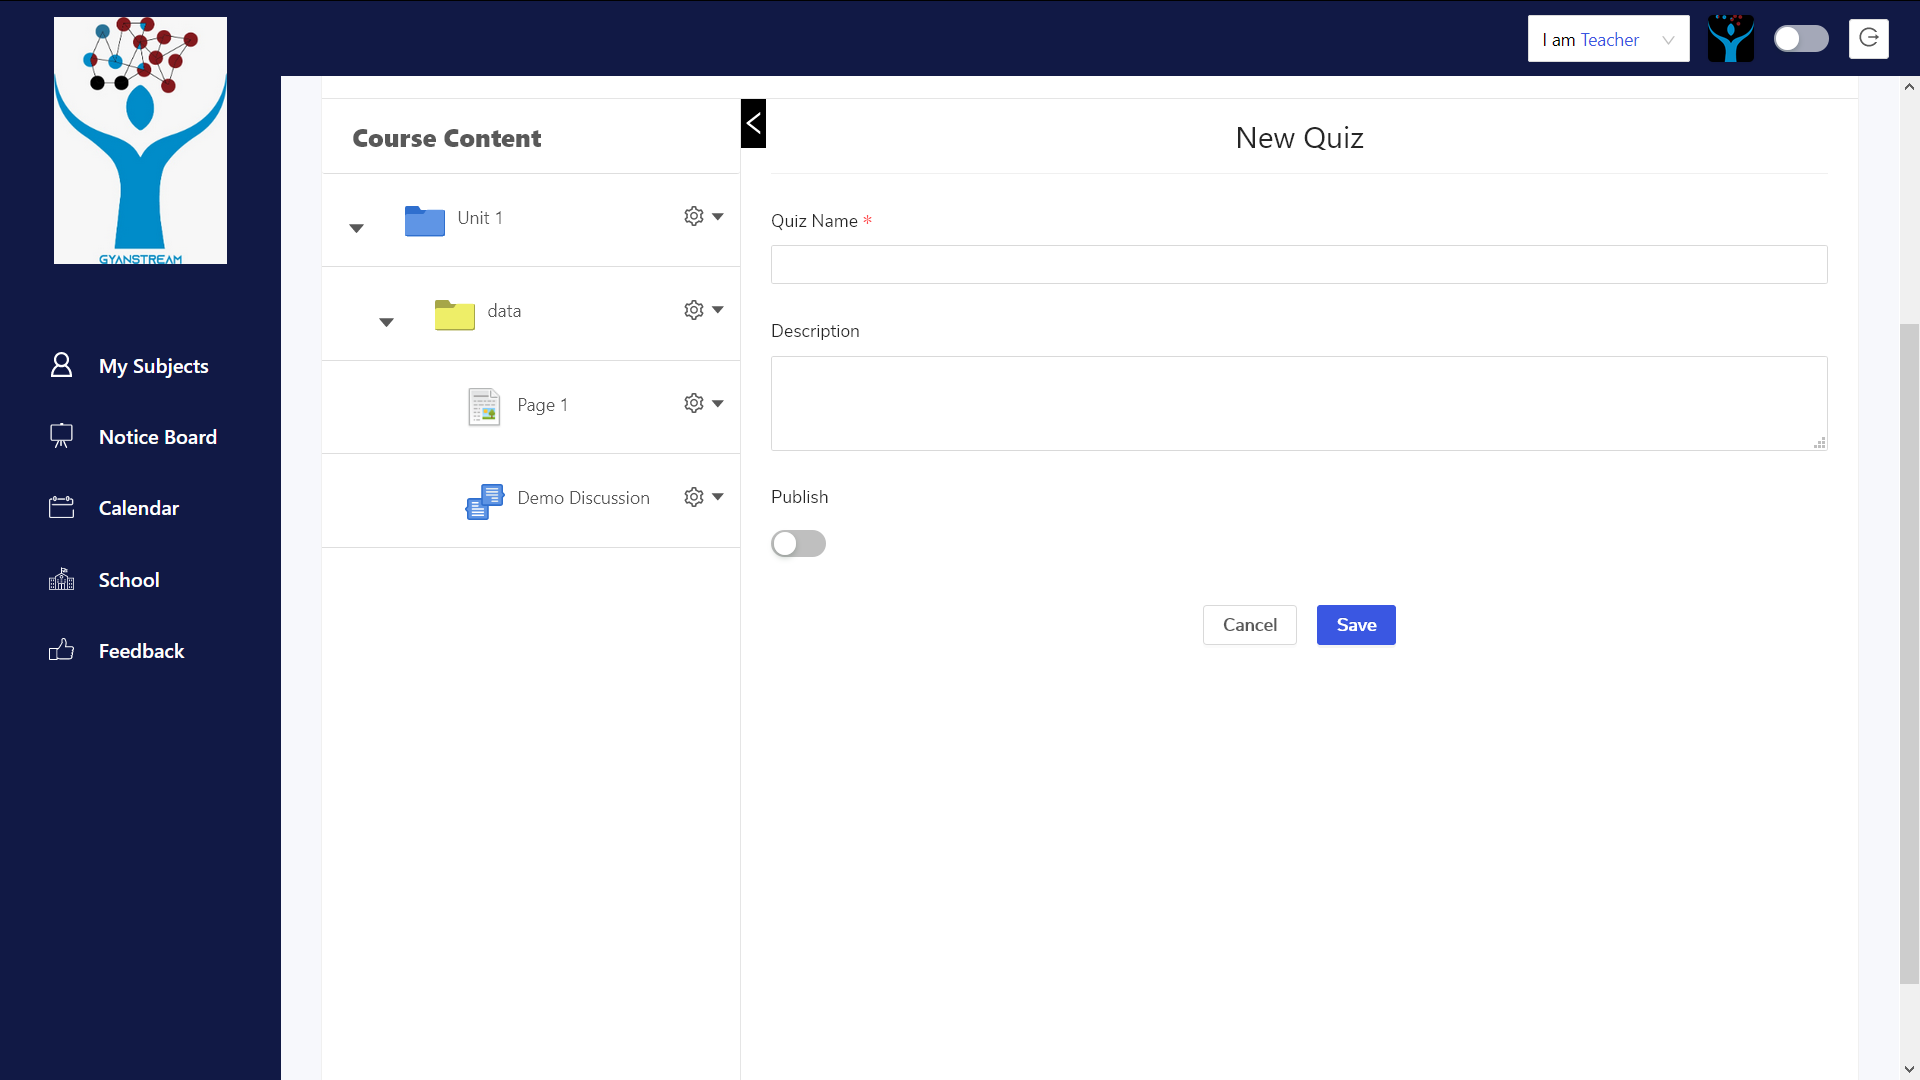 I am Teacher
GYANSTREAM
My Subjects
Notice Board
Calendar
School
Feedback
Course Content
Unit 1
data
Page 1
Demo Discussion
New Quiz
Quiz Name *
Description
Publish
Cancel
Save